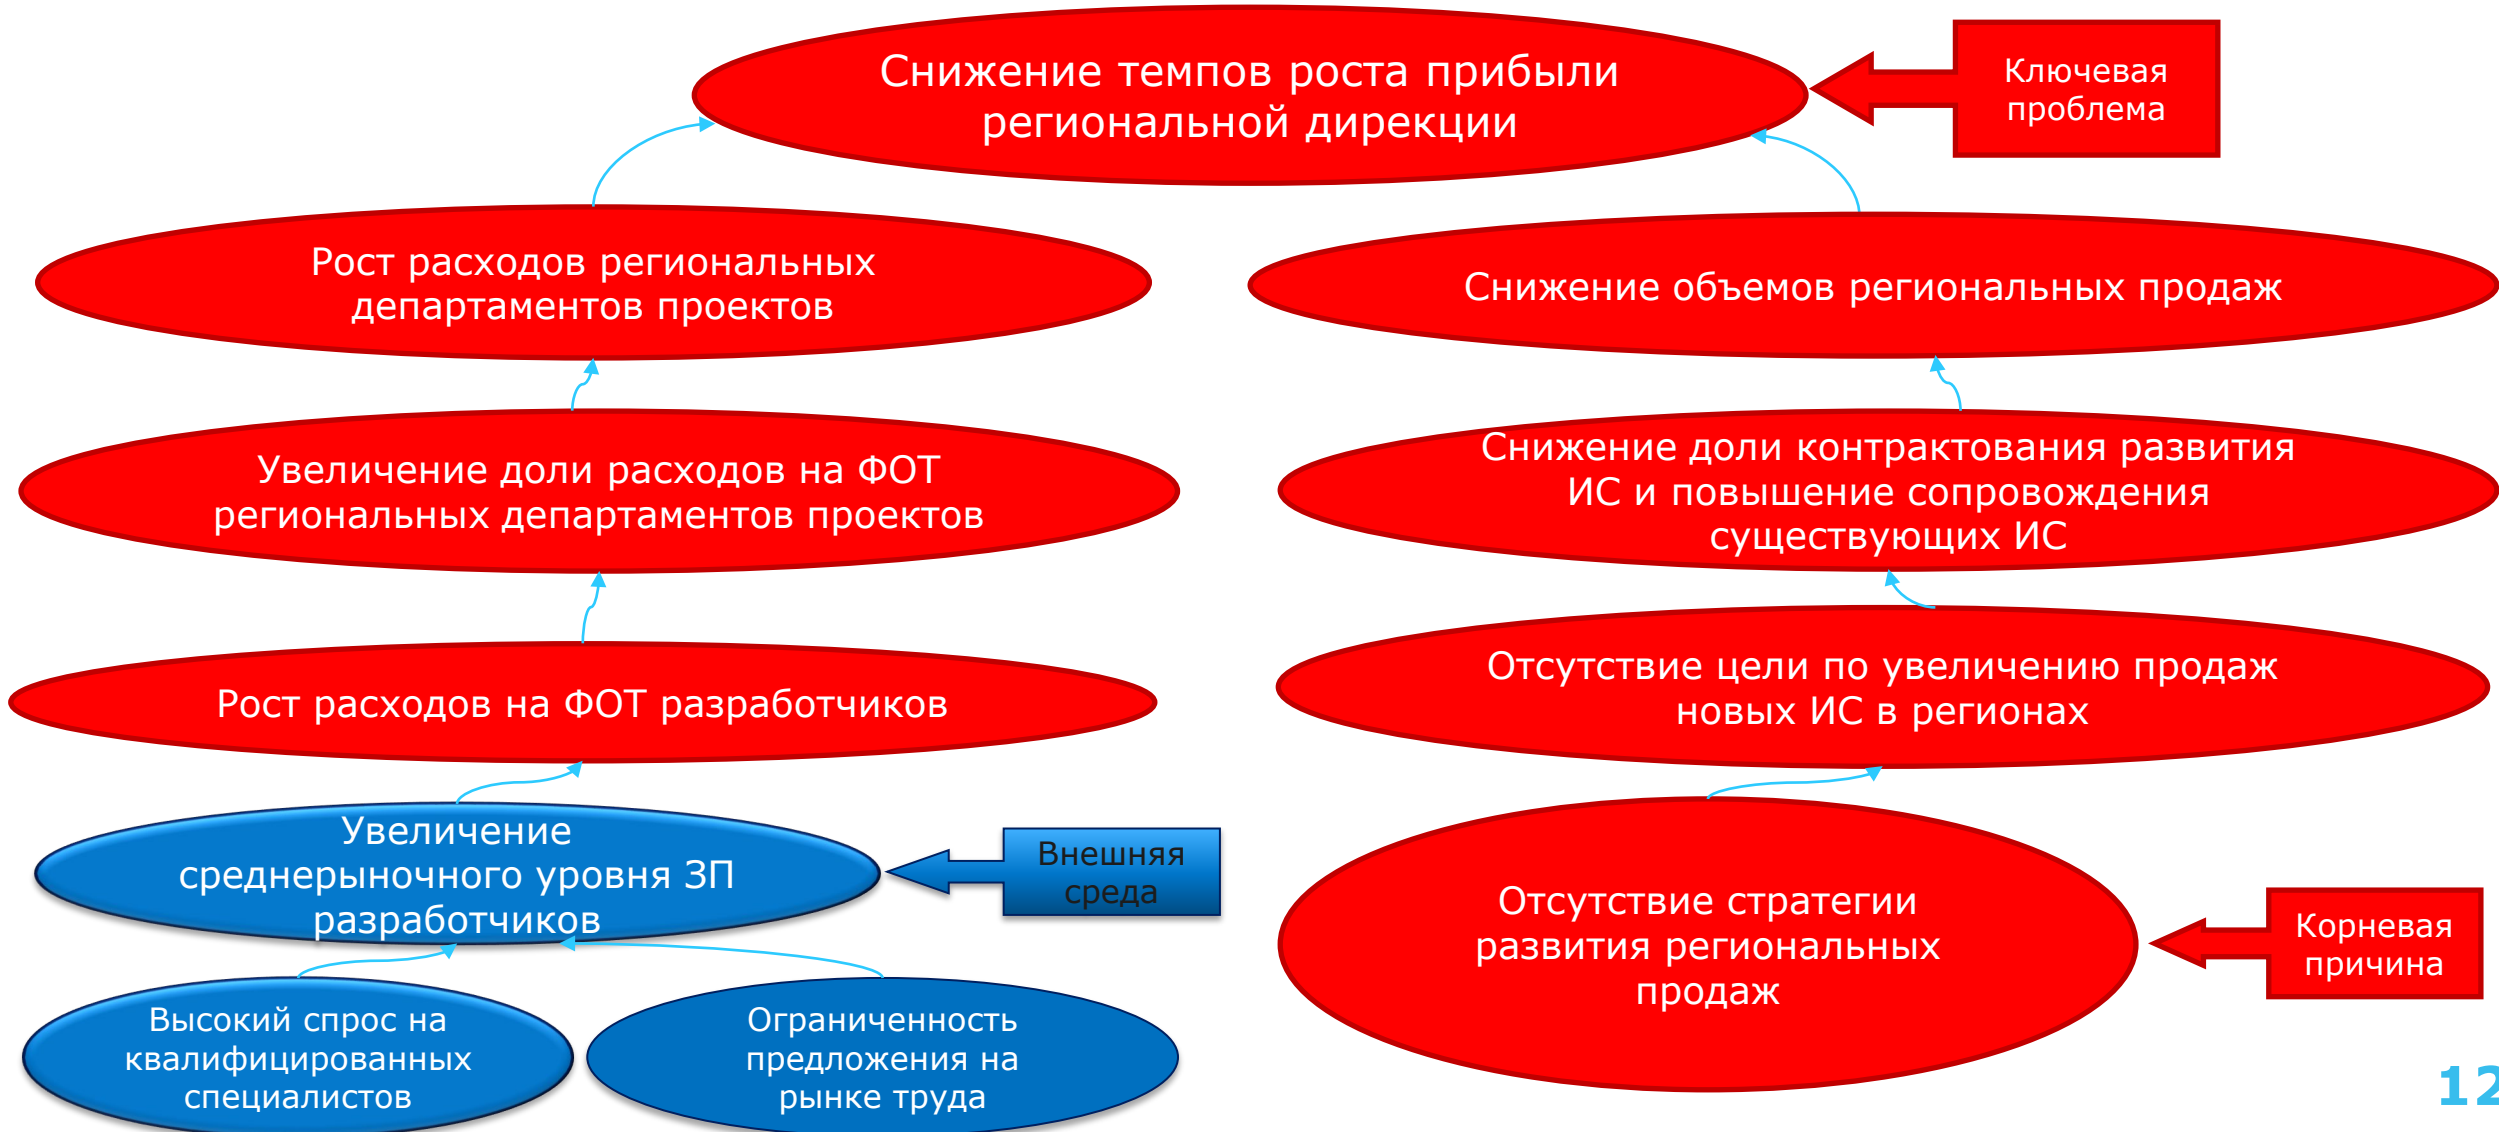 Снижение темпов роста прибыли
региональной дирекции
Ключевая
проблема
Рост расходов региональных
департаментов проектов
Снижение объемов региональных продаж
Увеличение доли расходов на ФОТ
региональных департаментов проектов
Снижение доли контрактования развития
ИС и повышение сопровождения
существующих ИС
Рост расходов на ФОТ разработчиков
Отсутствие цели по увеличению продаж
новых ИС в регионах
Увеличение
среднерыночного уровня ЗП
разработчиков
Внешняя
среда
Отсутствие стратегии
развития региональных
продаж
Корневая
причина
Высокий спрос на
квалифицированных
специалистов
Ограниченность
предложения на
рынке труда
12